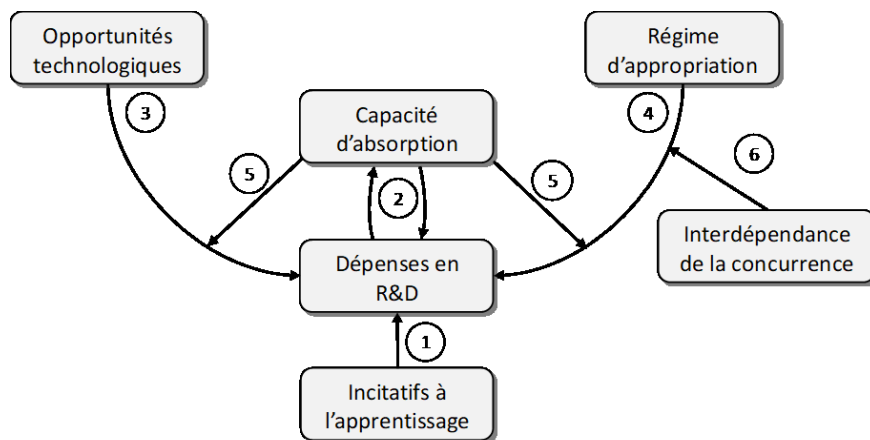 Opportunités
technologiques
Régime
d'appropriation
3
4
Capacité
d'absorption
5
5
6
2
Interdépendance
de la concurrence
Dépenses en
R&D
1
Incitatifs à
l'apprentissage